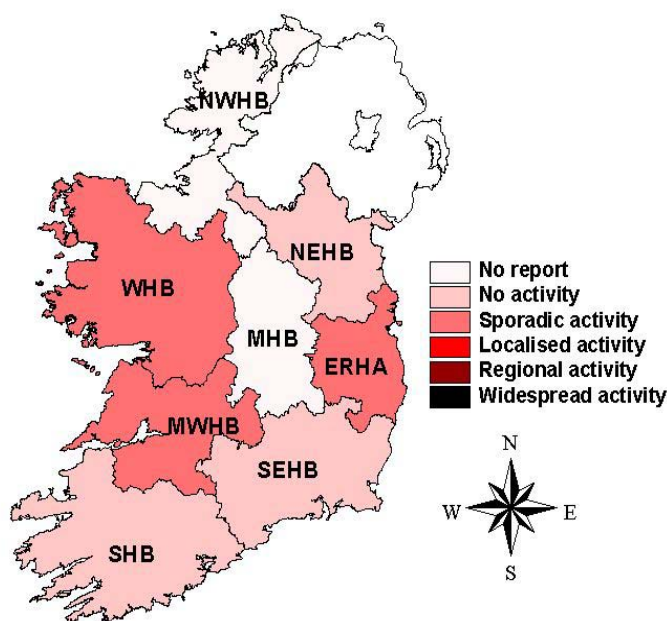 NWHB
NEHB
WHB
MHB
ERHA
MWHB
SEHB
SHB
No report
No activity
Sporadic activity
Localised activity
Regional activity
Widespread activity
N
W
E
S